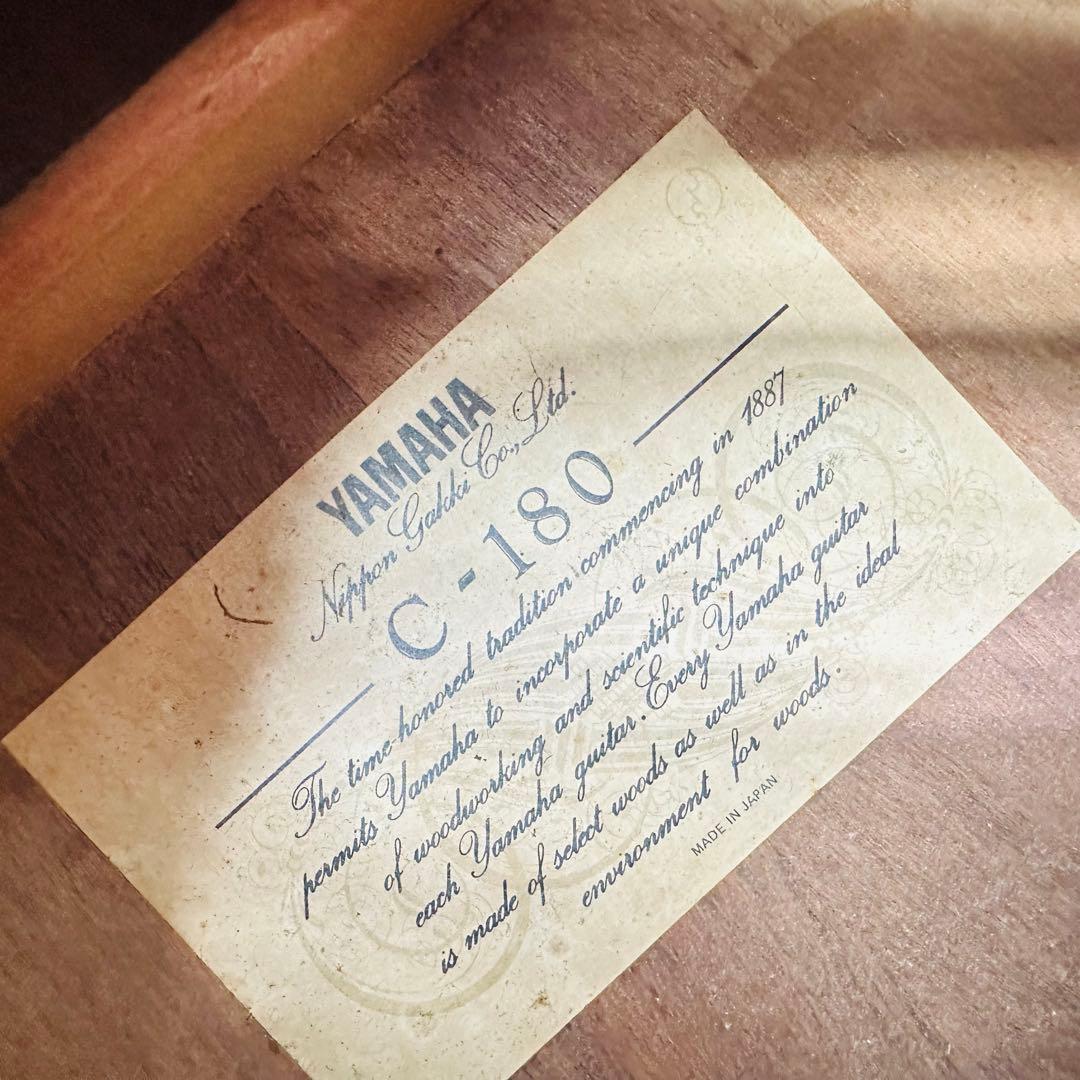 YAMAHA
Nippon Gakki Co., Ltd.
C-180
The time-honored tradition commencing in 1887
permits Yamaha to incorporate a unique combination
of woodworking and scientific technique into
each Yamaha guitar. Every Yamaha guitar
is made of select woods as well as in the ideal
environment for woods.
MADE IN JAPAN